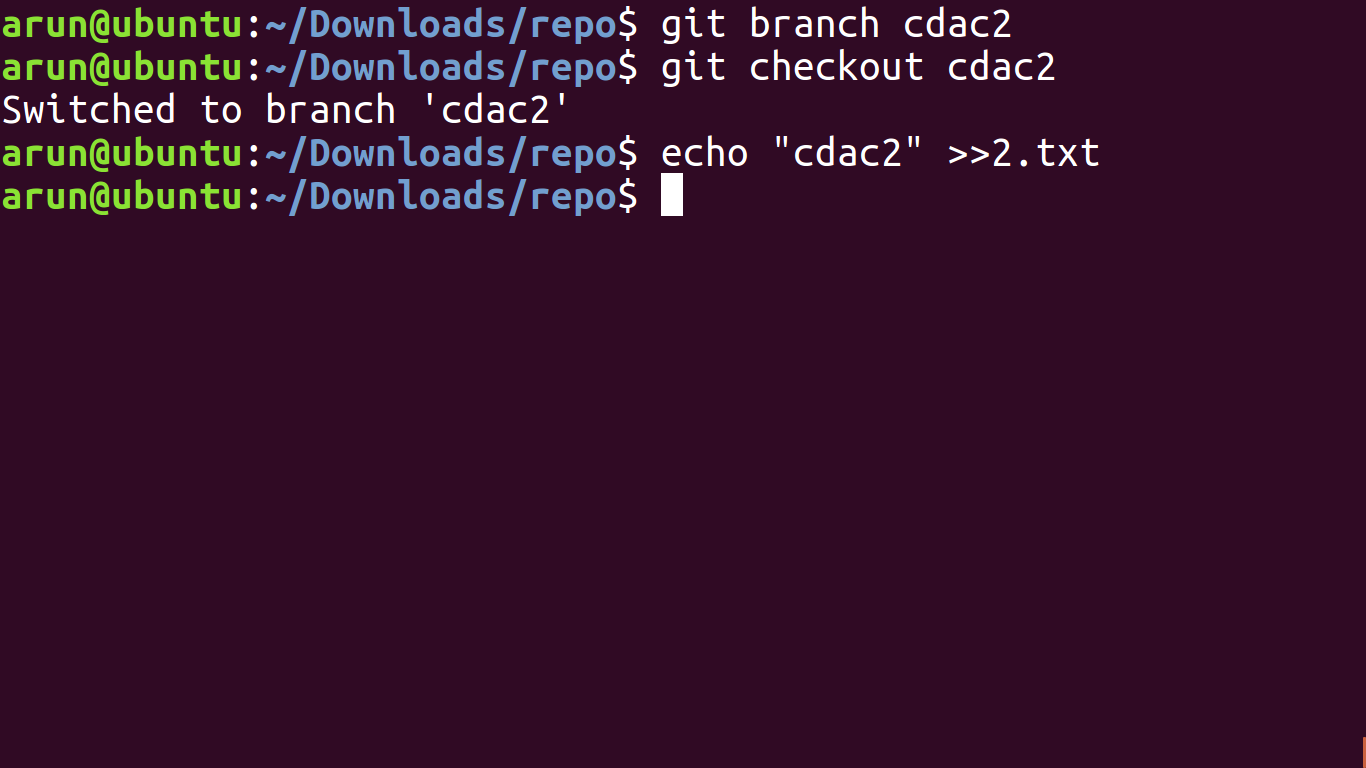 arun@ubuntu:~/Downloads/repo$ git branch cdac2
arun@ubuntu:~/Downloads/repo$ git checkout cdac2
Switched to branch 'cdac2'
arun@ubuntu:~/Downloads/repo$ echo "cdac2" >>2.txt
arun@ubuntu:~/Downloads/repo$